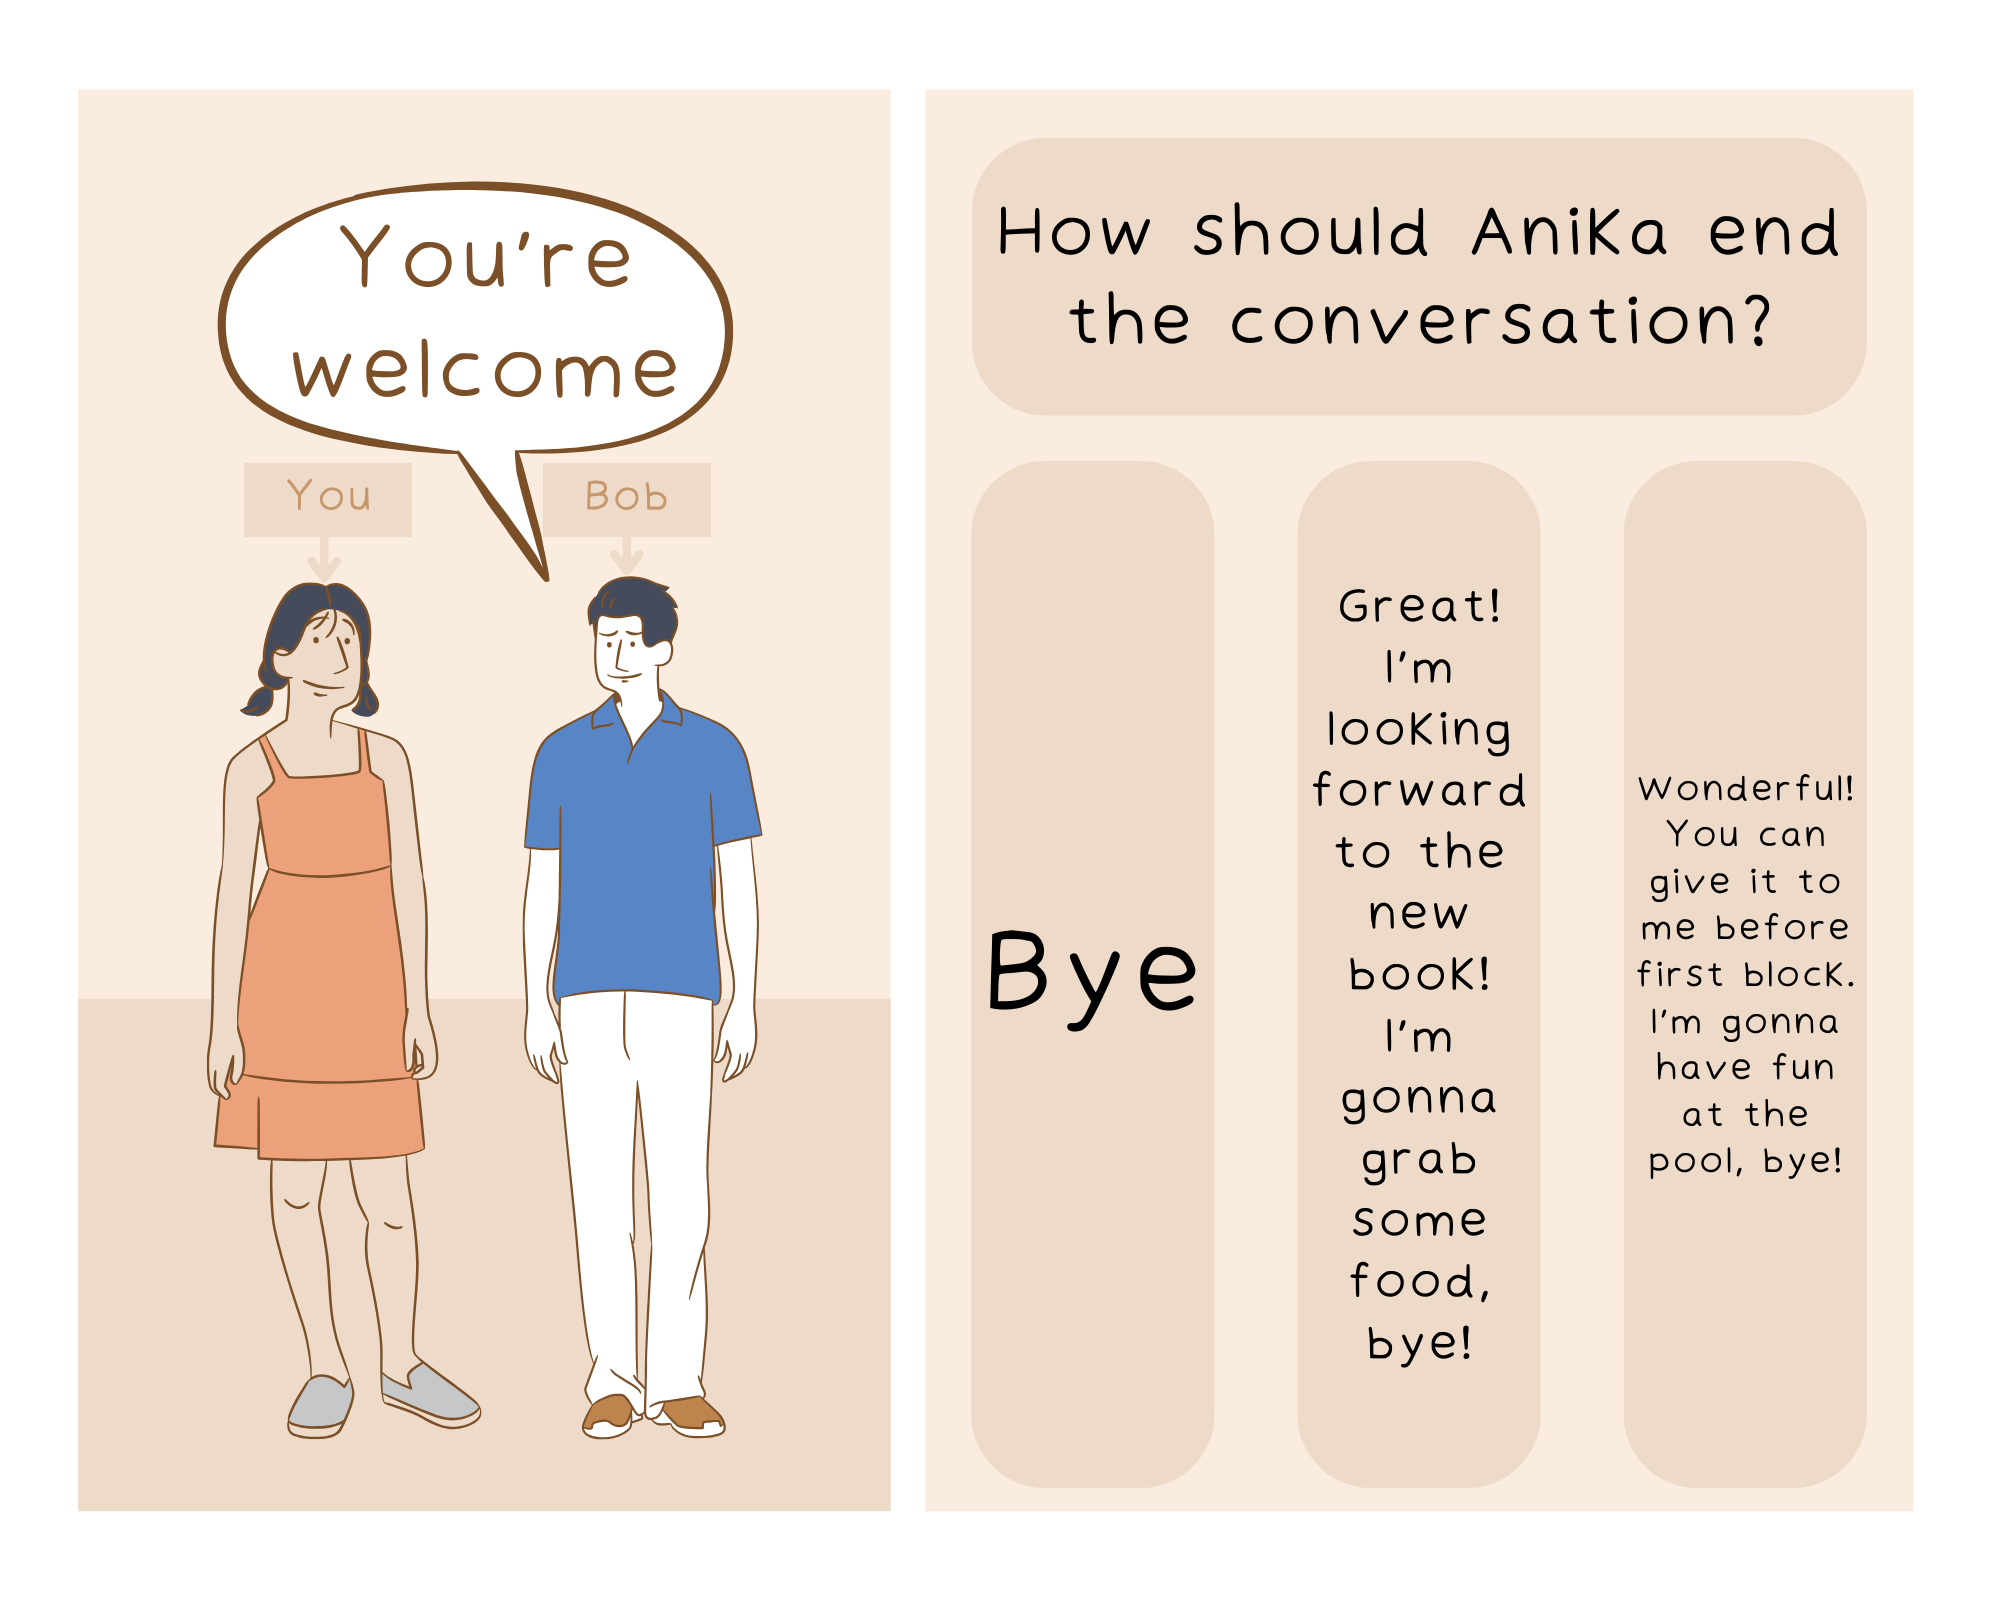 You're
welcome
You
Bob
How should Anika end
the conversation?
Bye
Great!
I'm
looking
forward
to the
new
book!
I'm
gonna
grab
some
food,
bye!
Wonderful!
You can
give it to
me before
first block.
I'm gonna
have fun
at the
pool, bye!